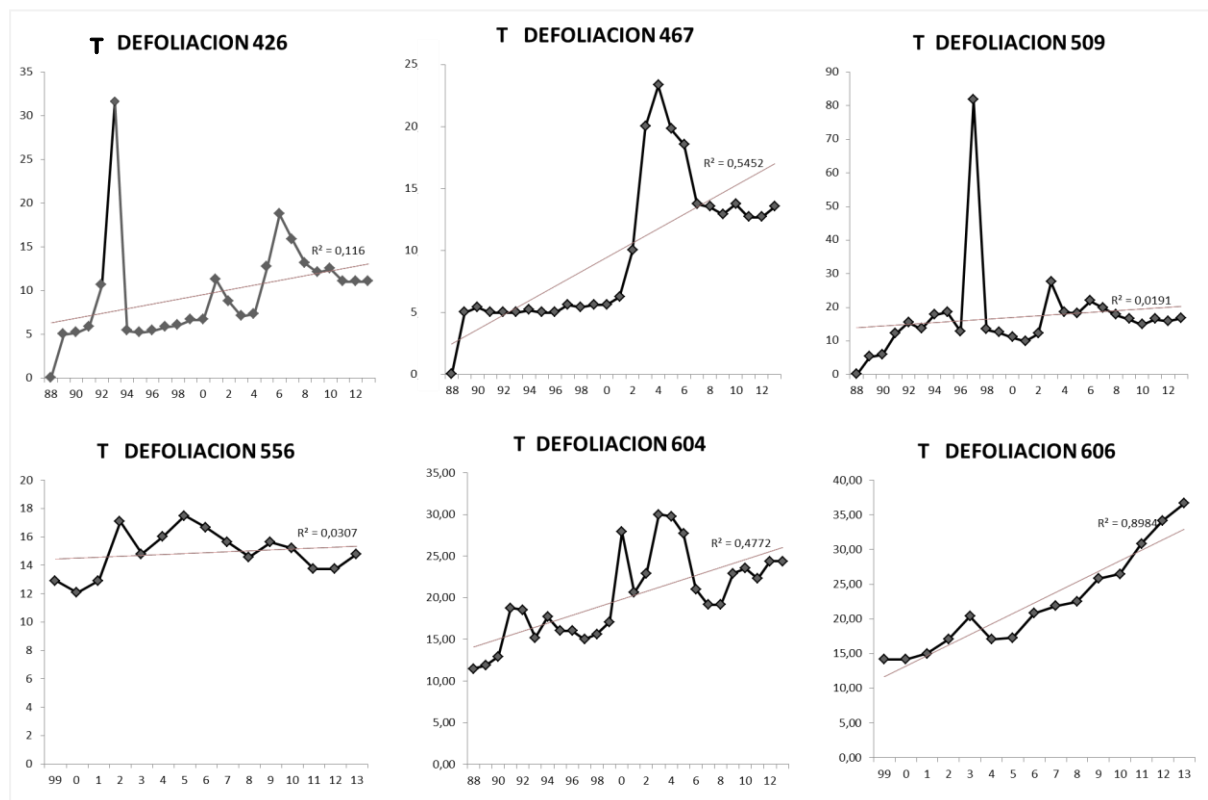 T DEFOLIACION 426
35
30
25
20
15
10
5
0
R² = 0,116
88 90 92 94 96 98 0 2 4 6 8 10 12
T DEFOLIACION 467
25
20
15
10
5
0
R² = 0,5452
88 90 92 94 96 98 0 2 4 6 8 10 12
T DEFOLIACION 509
90
80
70
60
50
40
30
20
10
0
R² = 0,0191
88 90 92 94 96 98 0 2 4 6 8 10 12
T DEFOLIACION 556
20
18
16
14
12
10
8
6
4
2
0
R² = 0,0307
99 0 1 2 3 4 5 6 7 8 9 10 11 12 13
T DEFOLIACION 604
35,00
30,00
25,00
20,00
15,00
10,00
5,00
0,00
R² = 0,4772
88 90 92 94 96 98 0 2 4 6 8 10 12
T DEFOLIACION 606
40,00
35,00
30,00
25,00
20,00
15,00
10,00
5,00
0,00
R² = 0,8984
99 0 1 2 3 4 5 6 7 8 9 10 11 12 13